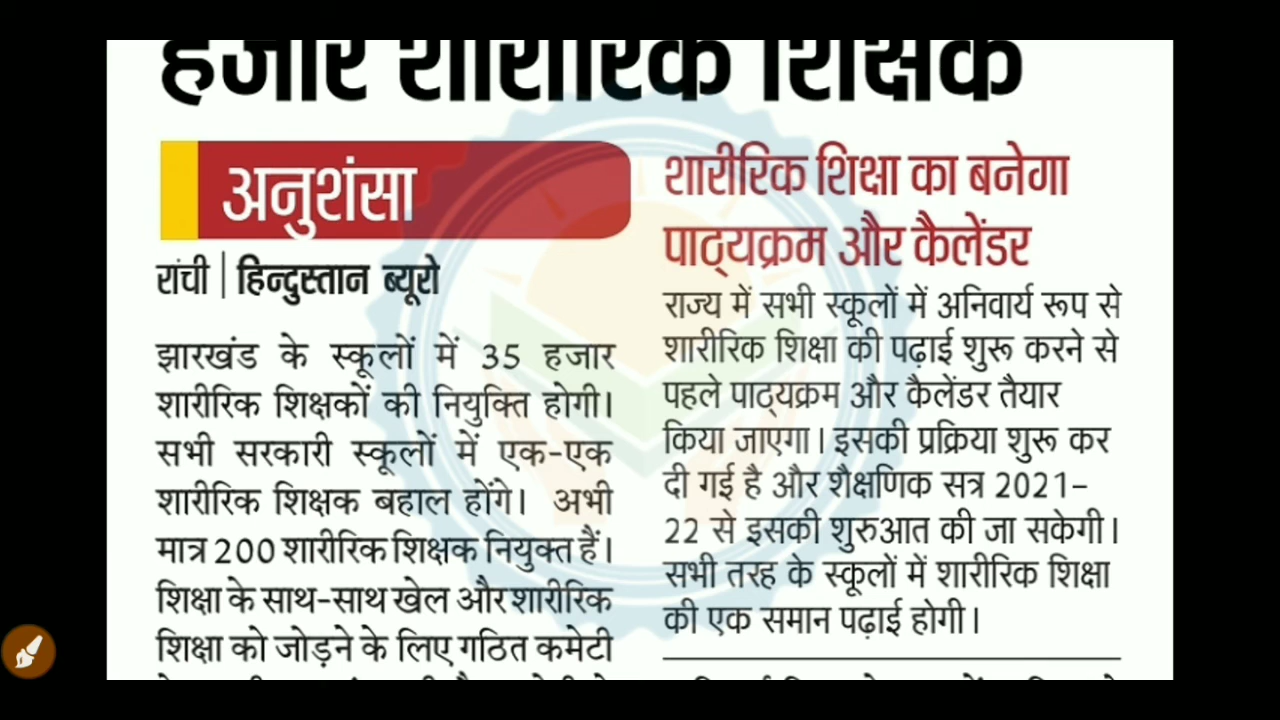 हजार शारीरिक शिक्षक
अनुशंसा
रांची | हिन्दुस्तान ब्यूरो
झारखंड के स्कूलों में 35 हजार
शारीरिक शिक्षकों की नियुक्ति होगी।
सभी सरकारी स्कूलों में एक-एक
शारीरिक शिक्षक बहाल होंगे। अभी
मात्र 200 शारीरिक शिक्षक नियुक्त हैं।
शिक्षा के साथ-साथ खेल और शारीरिक
शिक्षा को जोड़ने के लिए गठित कमेटी
शारीरिक शिक्षा का बनेगा
पाठ्यक्रम और कैलेंडर
राज्य में सभी स्कूलों में अनिवार्य रूप से
शारीरिक शिक्षा की पढ़ाई शुरू करने से
पहले पाठ्यक्रम और कैलेंडर तैयार
किया जाएगा। इसकी प्रक्रिया शुरू कर
दी गई है और शैक्षणिक सत्र 2021-
22 से इसकी शुरुआत की जा सकेगी।
सभी तरह के स्कूलों में शारीरिक शिक्षा
की एक समान पढ़ाई होगी।